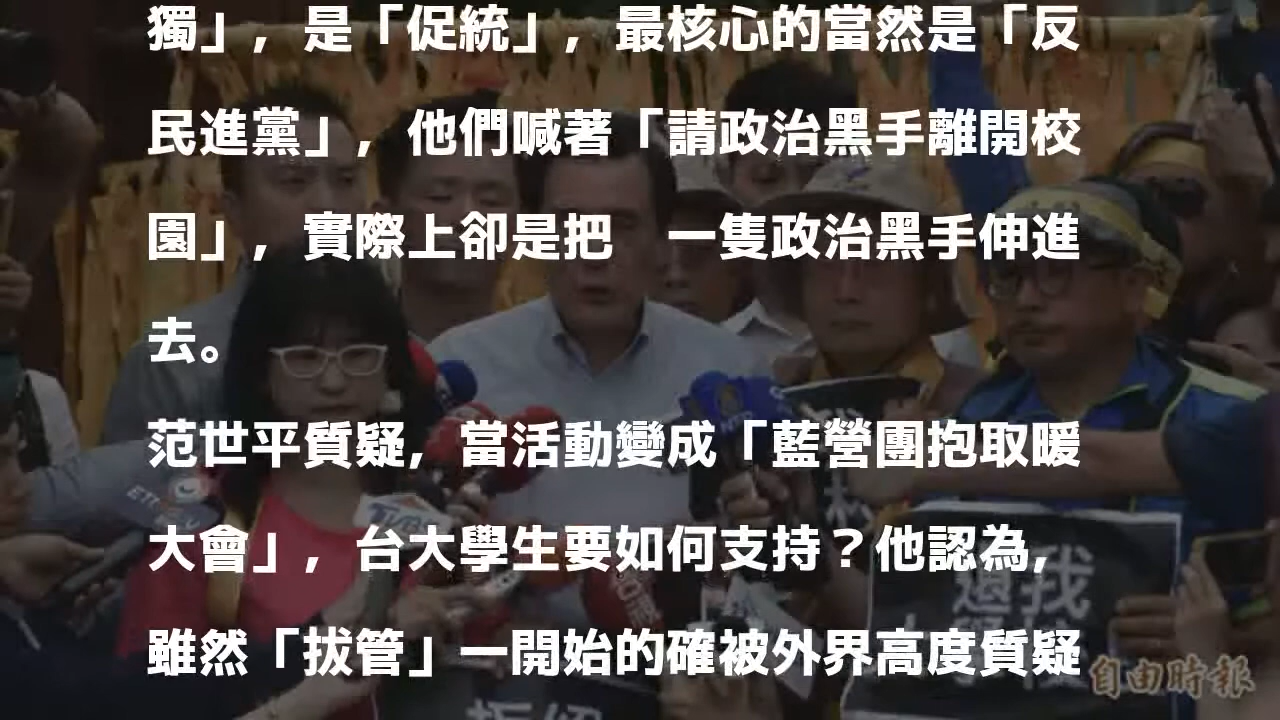 獨」，是「促統」，最核心的當然是「反
民進黨」，他們喊著「請政治黑手離開校
園」，實際上卻是把　一隻政治黑手伸進
去。
范世平質疑，當活動變成「藍營團抱取暖
大會」，台大學生要如何支持？他認為，
雖然「拔管」一開始的確被外界高度質疑
還我
拒絕
自由時報